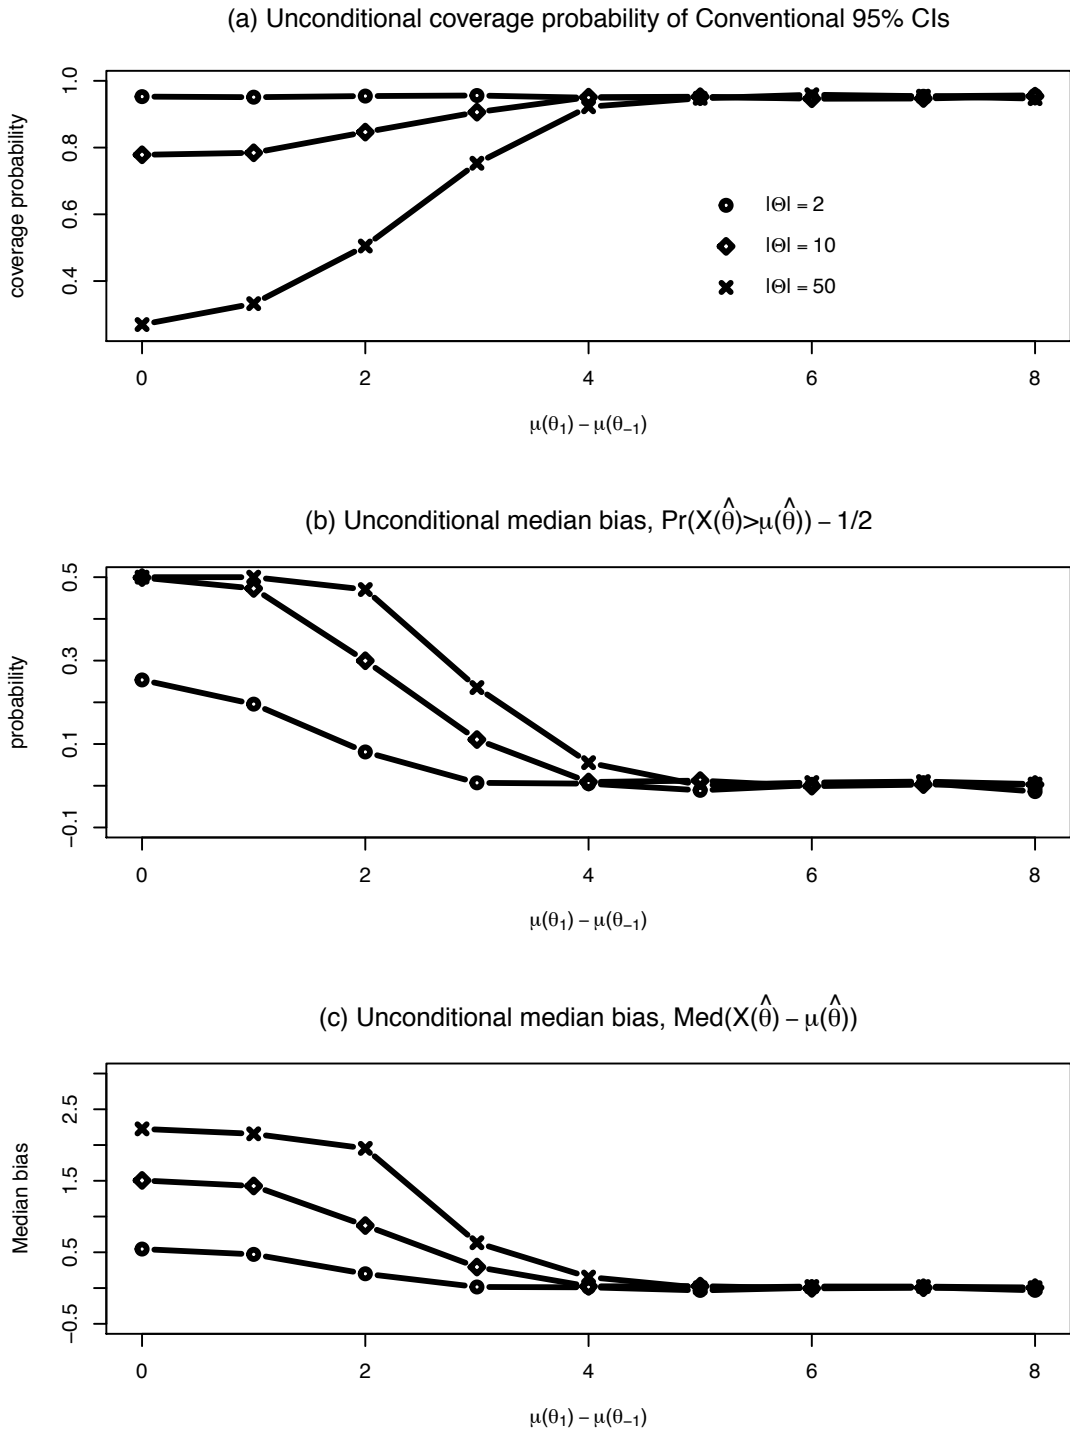 (a) Unconditional coverage probability of Conventional 95% CIs
coverage probability
1.0
0.8
0.6
0.4
|Θ| = 2
|Θ| = 10
|Θ| = 50
0 2 4 6 8
μ(θ₁) − μ(θ₋₁)
(b) Unconditional median bias, Pr(X(θ̂)>μ(θ̂)) − 1/2
probability
0.5
0.3
0.1
−0.1
0 2 4 6 8
μ(θ₁) − μ(θ₋₁)
(c) Unconditional median bias, Med(X(θ̂) − μ(θ̂))
Median bias
2.5
1.5
0.5
−0.5
0 2 4 6 8
μ(θ₁) − μ(θ₋₁)